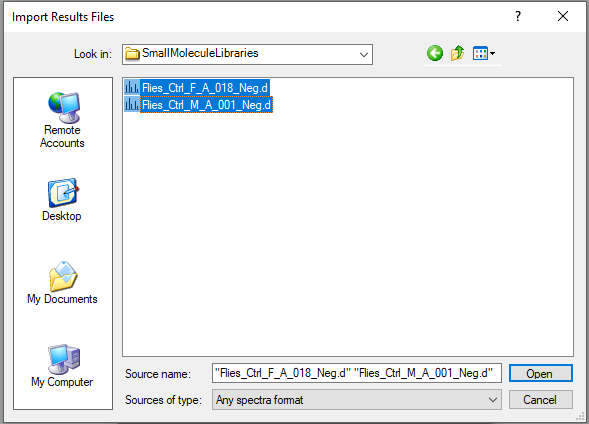 Import Results Files
?
Look in:
SmallMoleculeLibraries
Flies_Ctrl_F_A_018_Neg.d
Flies_Ctrl_M_A_001_Neg.d
Remote
Accounts
Desktop
My Documents
My Computer
Source name:
"Flies_Ctrl_F_A_018_Neg.d" "Flies_Ctrl_M_A_001_Neg.d"
Open
Sources of type:
Any spectra format
Cancel